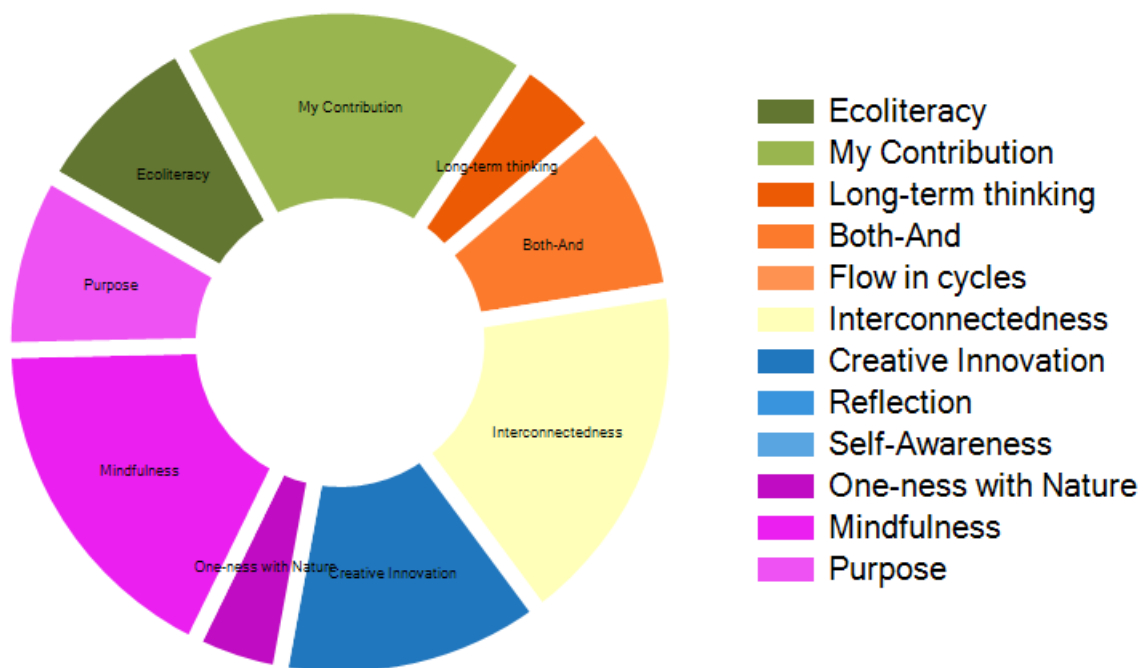 My Contribution
Long-term thinking
Ecoliteracy
Both-And
Purpose
Interconnectedness
Mindfulness
One-ness with Nature
Creative Innovation
Ecoliteracy
My Contribution
Long-term thinking
Both-And
Flow in cycles
Interconnectedness
Creative Innovation
Reflection
Self-Awareness
One-ness with Nature
Mindfulness
Purpose